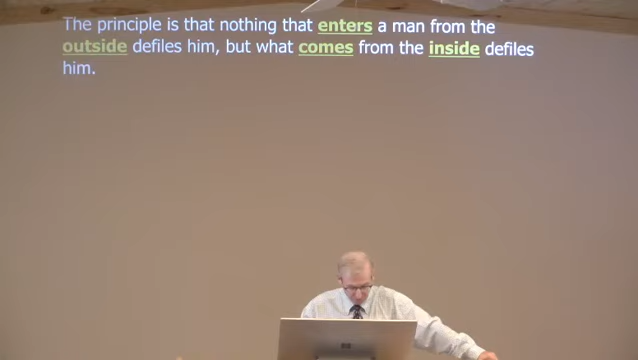 The principle is that nothing that enters a man from the
outside defiles him, but what comes from the inside defiles
him.